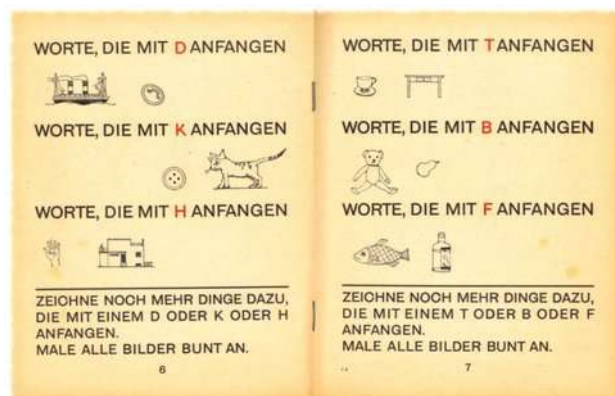 WORTE, DIE MIT D ANFANGEN
WORTE, DIE MIT K ANFANGEN
WORTE, DIE MIT H ANFANGEN
ZEICHNE NOCH MEHR DINGE DAZU,
DIE MIT EINEM D ODER K ODER H
ANFANGEN.
MALE ALLE BILDER BUNT AN.
6
WORTE, DIE MIT T ANFANGEN
WORTE, DIE MIT B ANFANGEN
WORTE, DIE MIT F ANFANGEN
ZEICHNE NOCH MEHR DINGE DAZU,
DIE MIT EINEM T ODER B ODER F
ANFANGEN.
MALE ALLE BILDER BUNT AN.
7